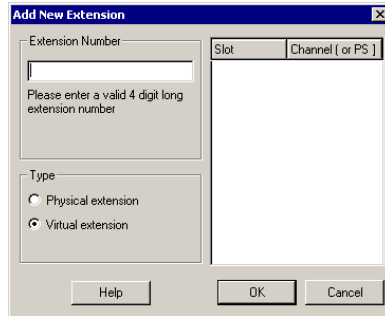 Add New Extension
Extension Number
Slot
Channel ( or PS )
Please enter a valid 4 digit long
extension number
Type
Physical extension
Virtual extension
Help
OK
Cancel